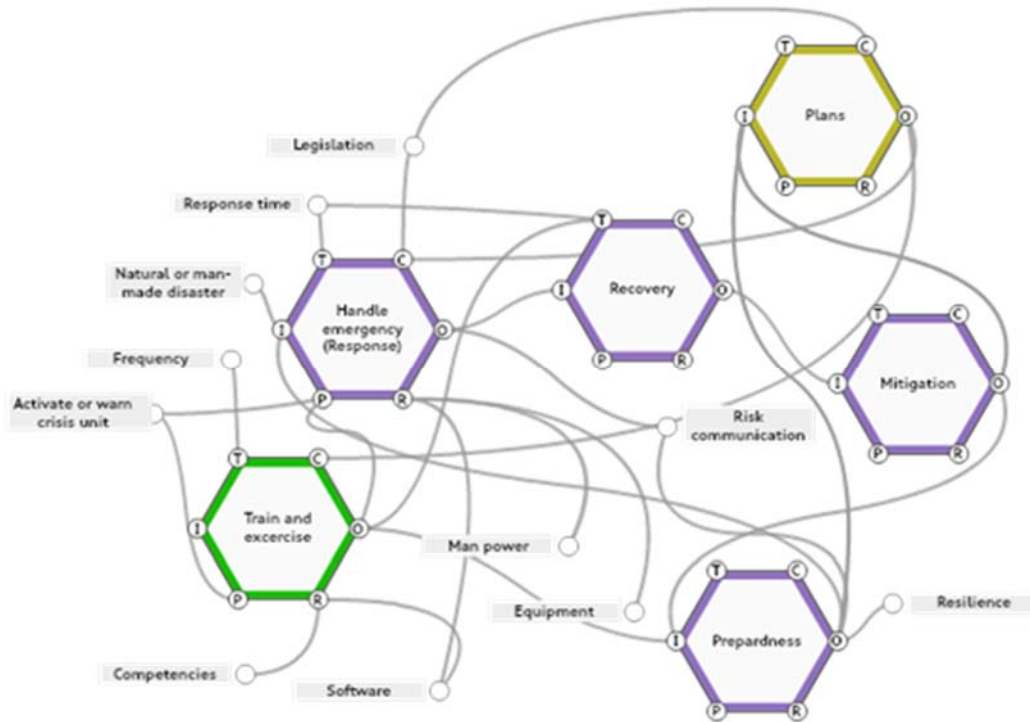 T
C
I
Plans
O
P
R
Legislation
Response time
T
C
I
Recovery
O
P
R
T
C
Natural or man-
made disaster
I
Handle
emergency
(Response)
O
P
R
T
C
I
Mitigation
O
P
R
Frequency
Activate or warn
crisis unit
Risk
communication
T
C
I
Train and
excercise
O
P
R
Man power
Equipment
T
C
I
Prepardness
O
P
R
Resilience
Competencies
Software